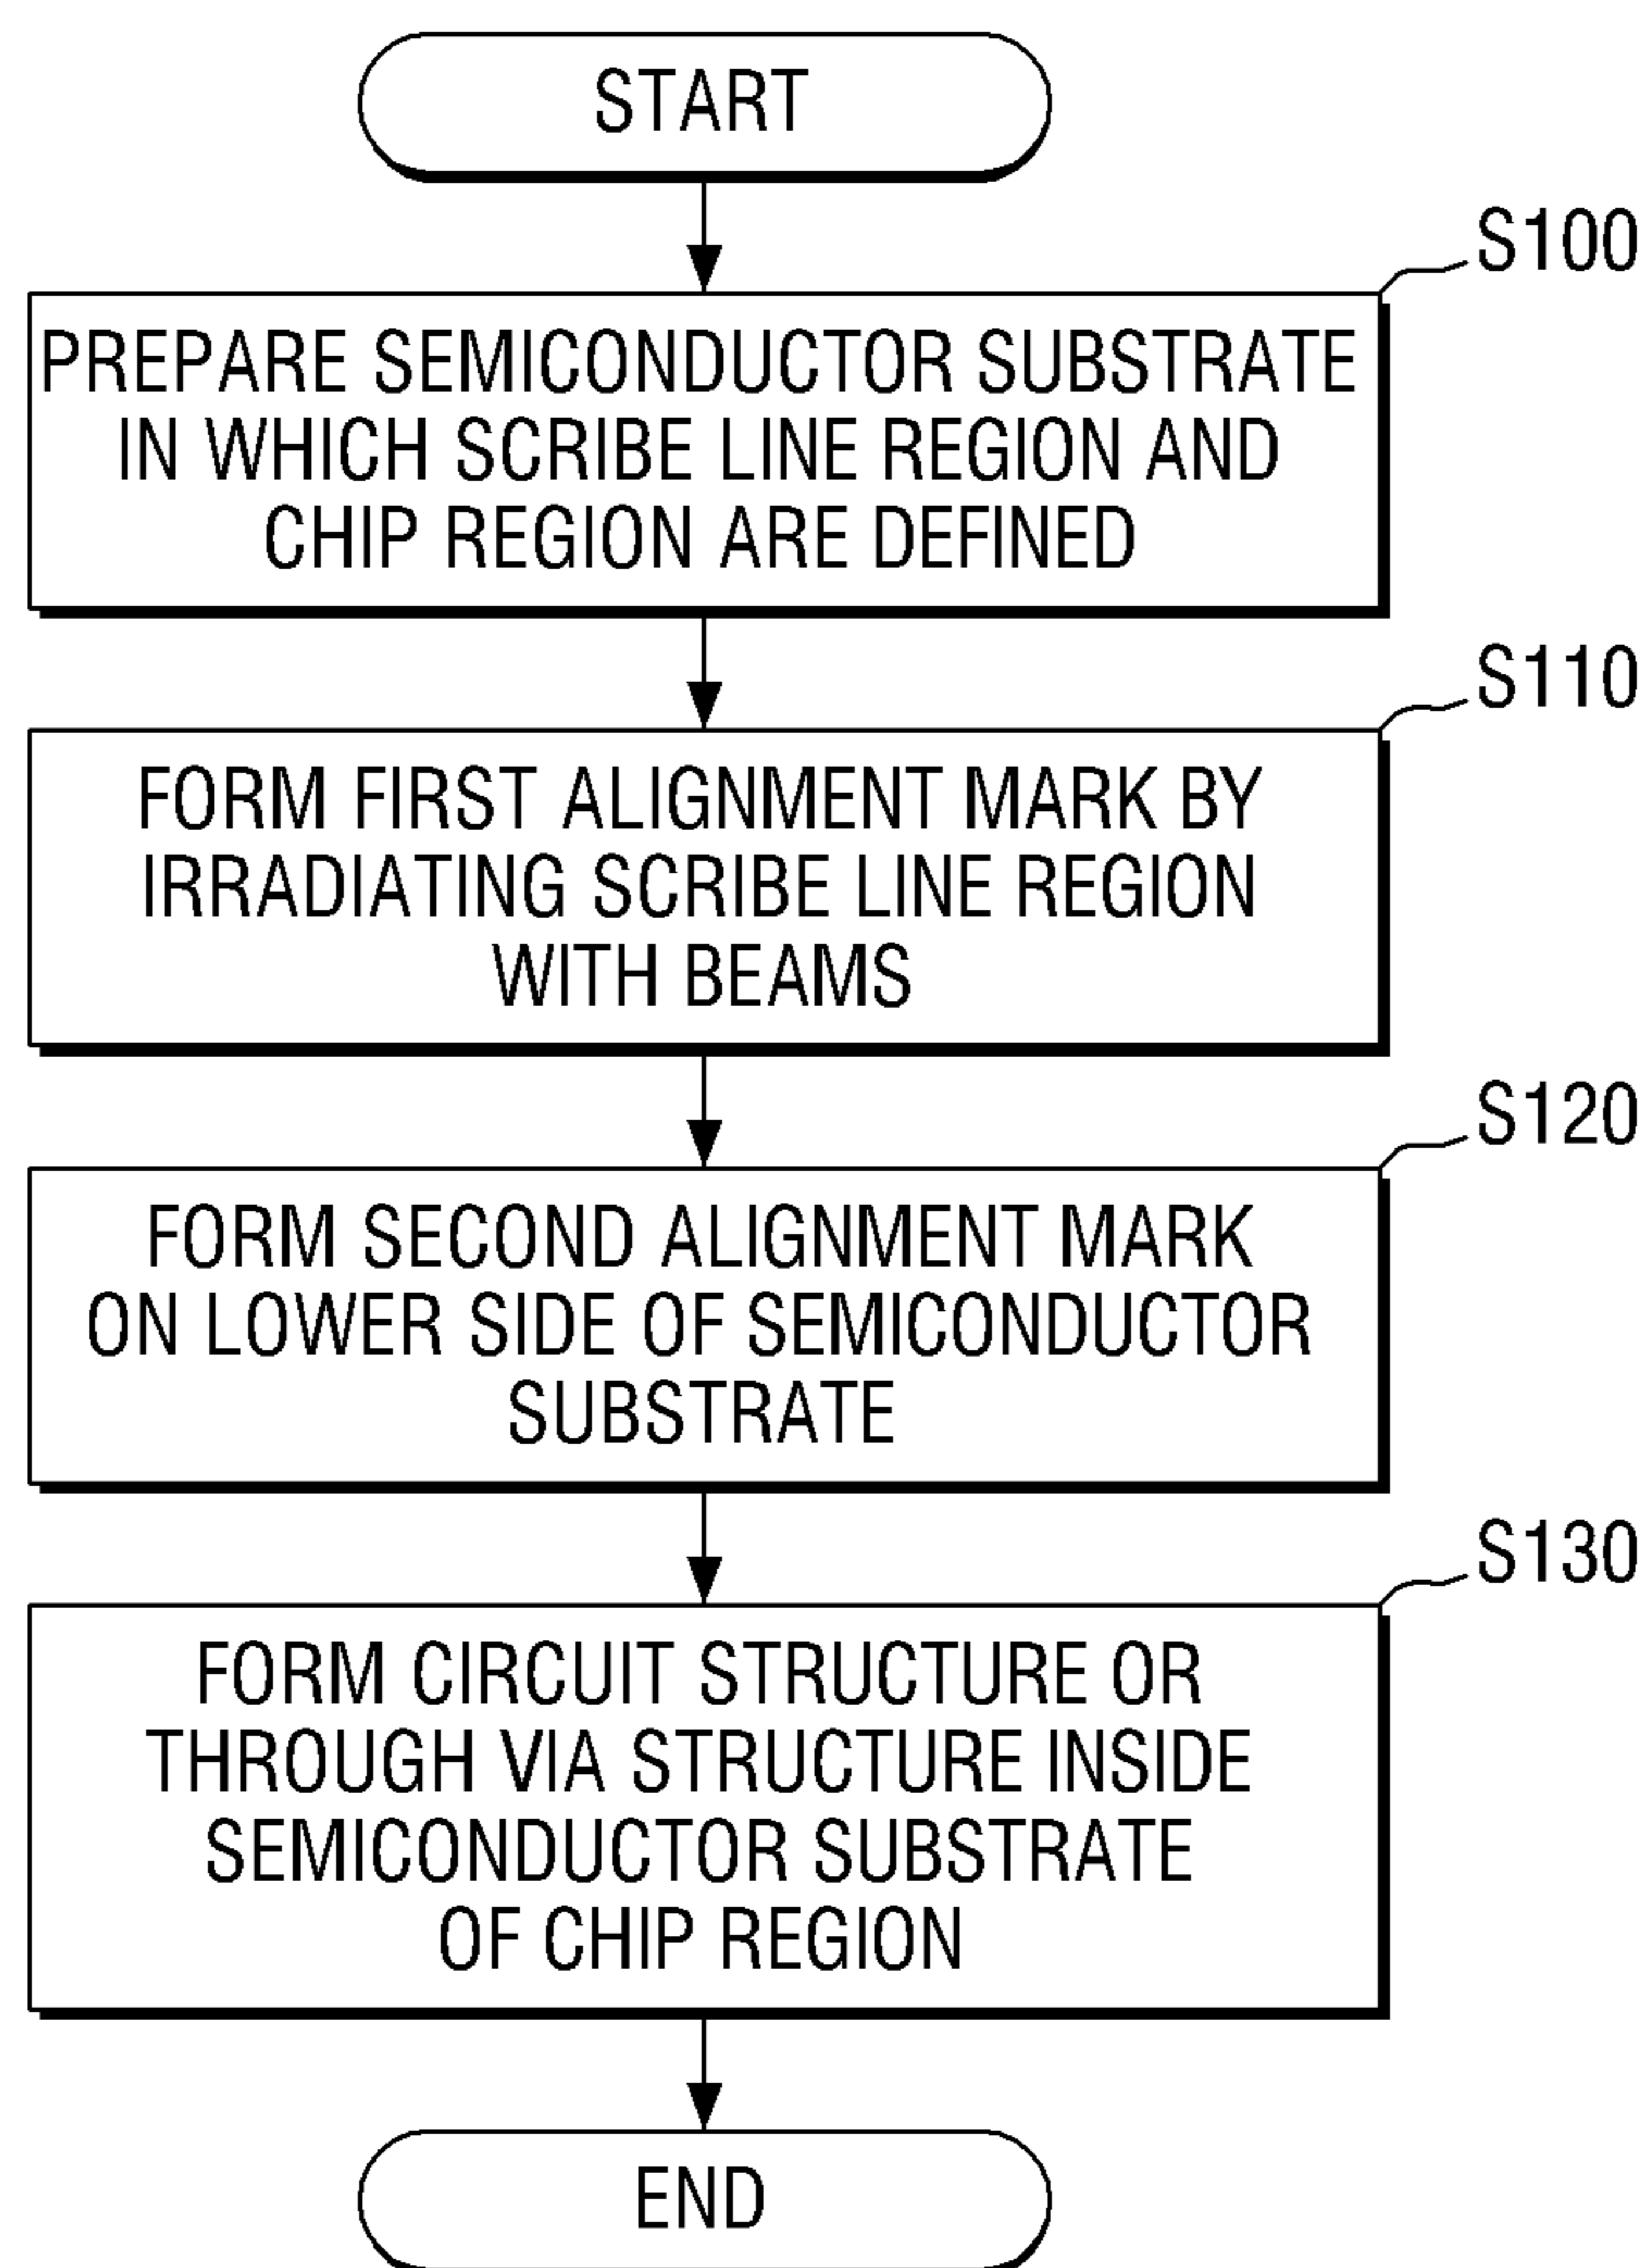 START
S100
PREPARE SEMICONDUCTOR SUBSTRATE
IN WHICH SCRIBE LINE REGION AND
CHIP REGION ARE DEFINED
S110
FORM FIRST ALIGNMENT MARK BY
IRRADIATING SCRIBE LINE REGION
WITH BEAMS
S120
FORM SECOND ALIGNMENT MARK
ON LOWER SIDE OF SEMICONDUCTOR
SUBSTRATE
S130
FORM CIRCUIT STRUCTURE OR
THROUGH VIA STRUCTURE INSIDE
SEMICONDUCTOR SUBSTRATE
OF CHIP REGION
END